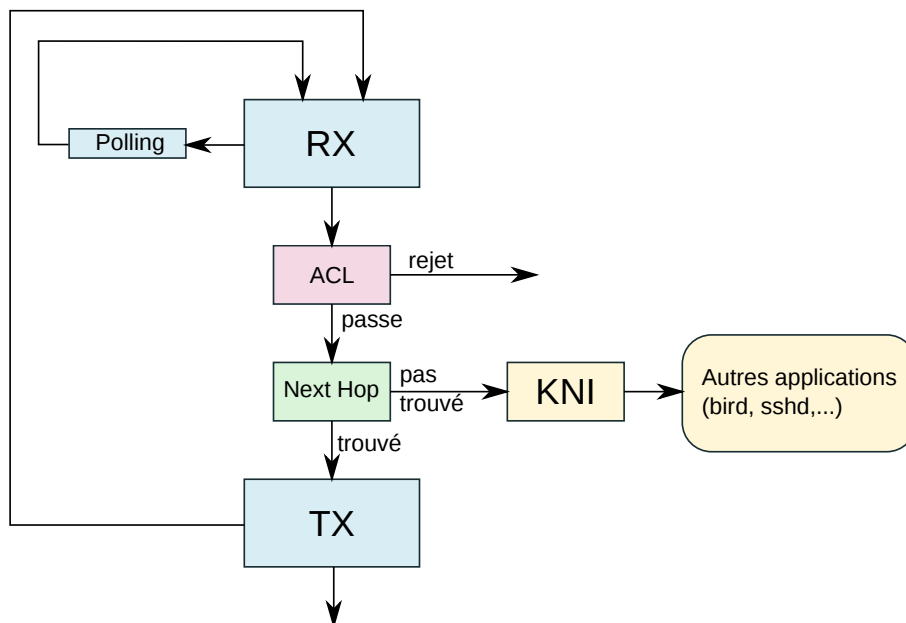 RX
Polling
ACL
rejet
passe
Next Hop
pas
trouvé
KNI
Autres applications
(bird, sshd,...)
trouvé
TX